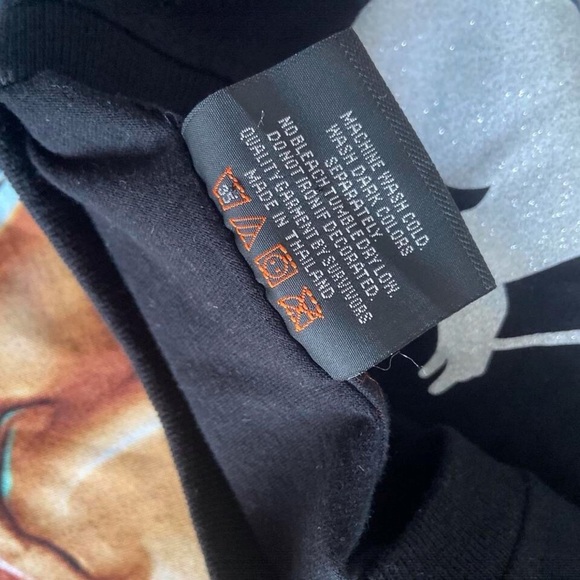 MACHINE WASH COLD
WASH DARK COLORS
SEPARATELY.
NO BLEACH TUMBLE DRY LOW.
DO NOT IRON IF DECORATED.
QUALITY GARMENT BY SURVIVORS
MADE IN THAILAND